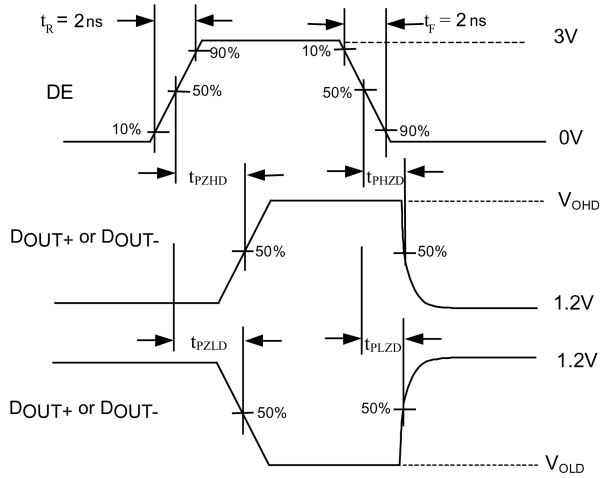 tR = 2ns
tF = 2ns
3V
90%
10%
DE
50%
50%
10%
90%
0V
tPZHD
tPHZD
VOHD
DOUT+ or DOUT-
50%
50%
1.2V
tPZLD
tPLZD
1.2V
DOUT+ or DOUT-
50%
50%
VOLD